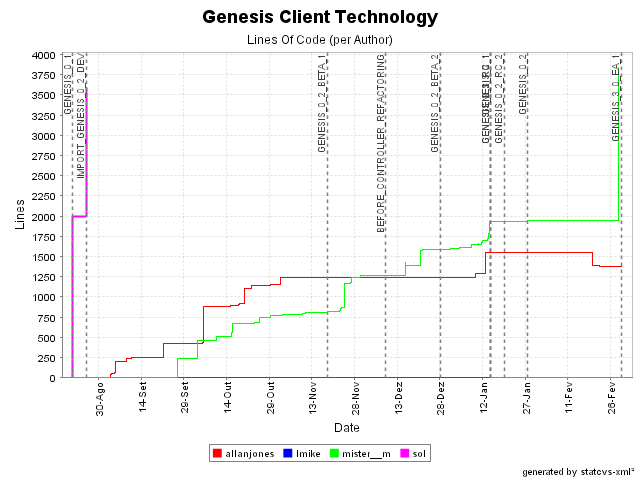 Genesis Client Technology
Lines Of Code (per Author)
Lines
4000
3750
3500
3250
3000
2750
2500
2250
2000
1750
1500
1250
1000
750
500
250
0
GENESIS_0_1
IMPORT_GENESIS_0_2_DEV
GENESIS_0_2_BETA_1
BEFORE_CONTROLLER_REFACTORING
GENESIS_0_2_BETA_2
GENESIS_0_2_RC_2
GENESIS_0_2
GENESIS_3_0_EA_1
30-Ago
14-Set
29-Set
14-Out
29-Out
13-Nov
28-Nov
13-Dez
28-Dez
12-Jan
27-Jan
11-Fev
26-Fev
Date
allanjones lmike mister__m sol
generated by statcvs-xml²